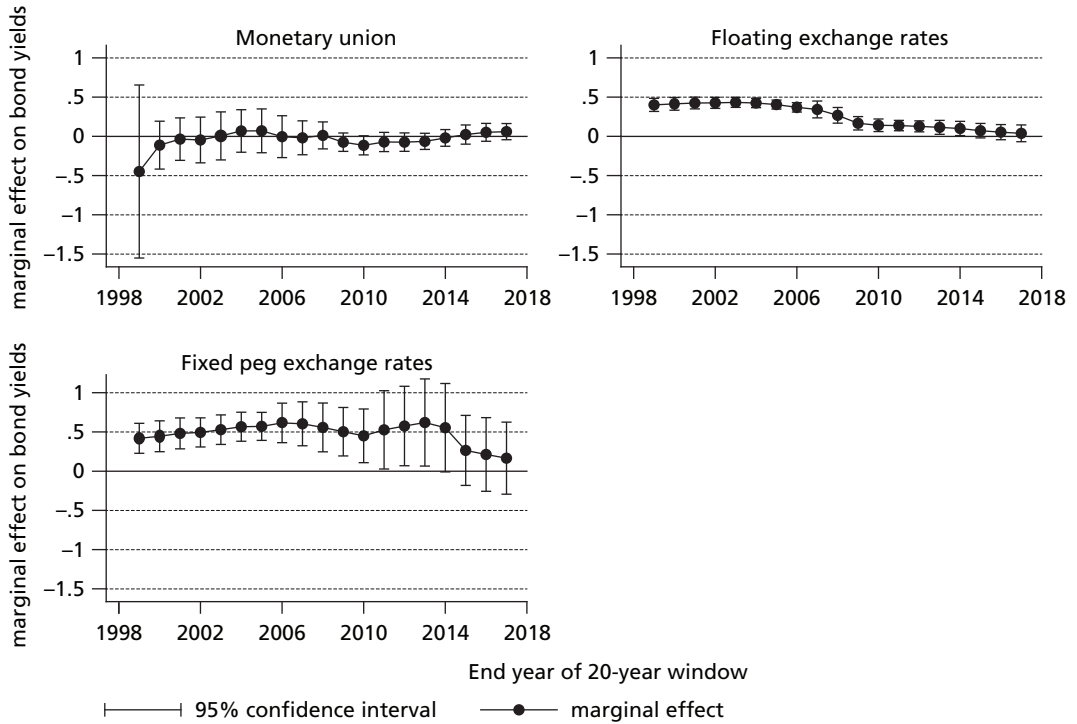 Monetary union
marginal effect on bond yields
1
.5
0
−.5
−1
−1.5
1998 2002 2006 2010 2014 2018
Floating exchange rates
1
.5
0
−.5
−1
−1.5
1998 2002 2006 2010 2014 2018
Fixed peg exchange rates
marginal effect on bond yields
1
.5
0
−.5
−1
−1.5
1998 2002 2006 2010 2014 2018
End year of 20-year window
95% confidence interval marginal effect